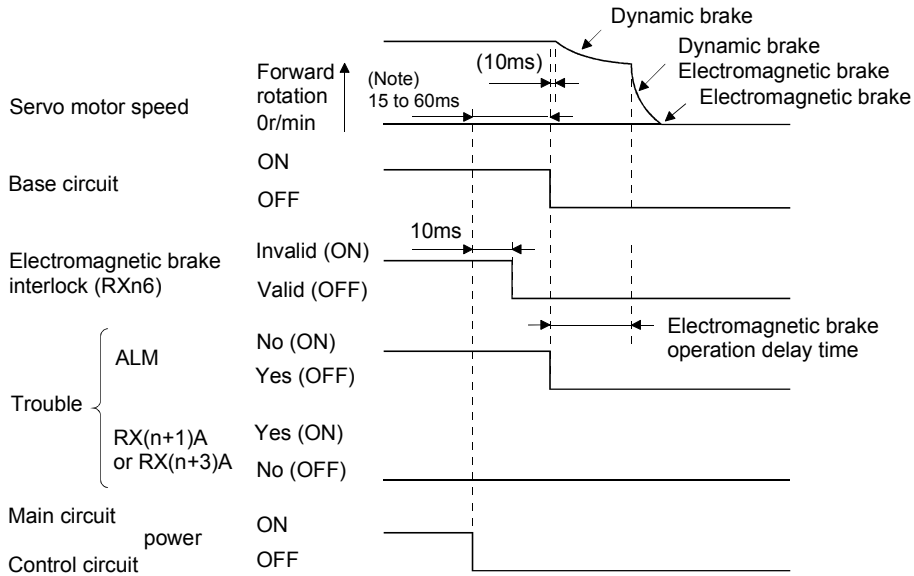 Dynamic brake
Dynamic brake
Electromagnetic brake
Electromagnetic brake
Servo motor speed
Forward
rotation
0r/min
(Note)
15 to 60ms
(10ms)
Base circuit
ON
OFF
10ms
Electromagnetic brake
interlock (RXn6)
Invalid (ON)
Valid (OFF)
Electromagnetic brake
operation delay time
Trouble
ALM
No (ON)
Yes (OFF)
RX(n+1)A
or RX(n+3)A
Yes (ON)
No (OFF)
Main circuit
power
Control circuit
ON
OFF